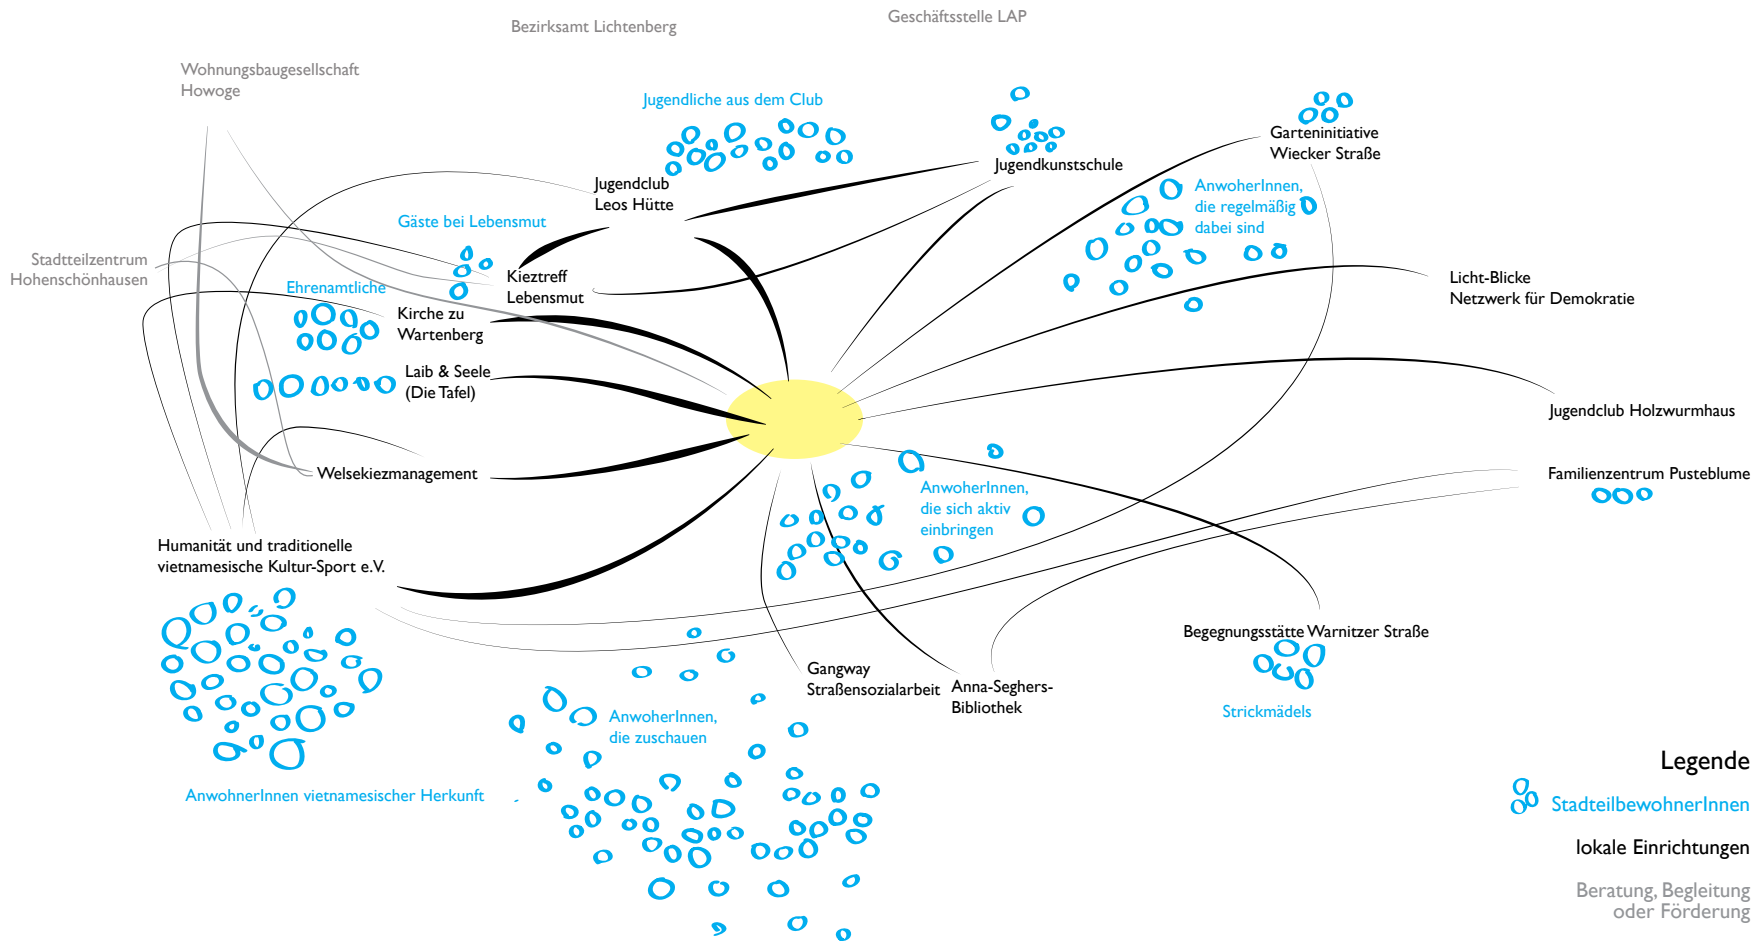 Geschäftsstelle LAP
Bezirksamt Lichtenberg
Wohnungsbaugesellschaft
Howoge
Jugendliche aus dem Club
Garteninitiative
Wiecker Straße
Jugendkunstschule
Jugendclub
Leos Hütte
AnwoherInnen,
die regelmäßig
dabei sind
Gäste bei Lebensmut
Stadtteilzentrum
Hohenschönhausen
Kieztreff
Lebensmut
Licht-Blicke
Netzwerk für Demokratie
Ehrenamtliche
Kirche zu
Wartenberg
Laib & Seele
(Die Tafel)
Jugendclub Holzwurmhaus
Welsekiezmanagement
Familienzentrum Pusteblume
AnwoherInnen,
die sich aktiv
einbringen
Humanität und traditionelle
vietnamesische Kultur-Sport e.V.
Begegnungsstätte Warnitzer Straße
Gangway
Straßensozialarbeit
Anna-Seghers-
Bibliothek
Strickmädels
AnwoherInnen,
die zuschauen
AnwohnerInnen vietnamesischer Herkunft
Legende
StadteilbewohnerInnen
lokale Einrichtungen
Beratung, Begleitung
oder Förderung